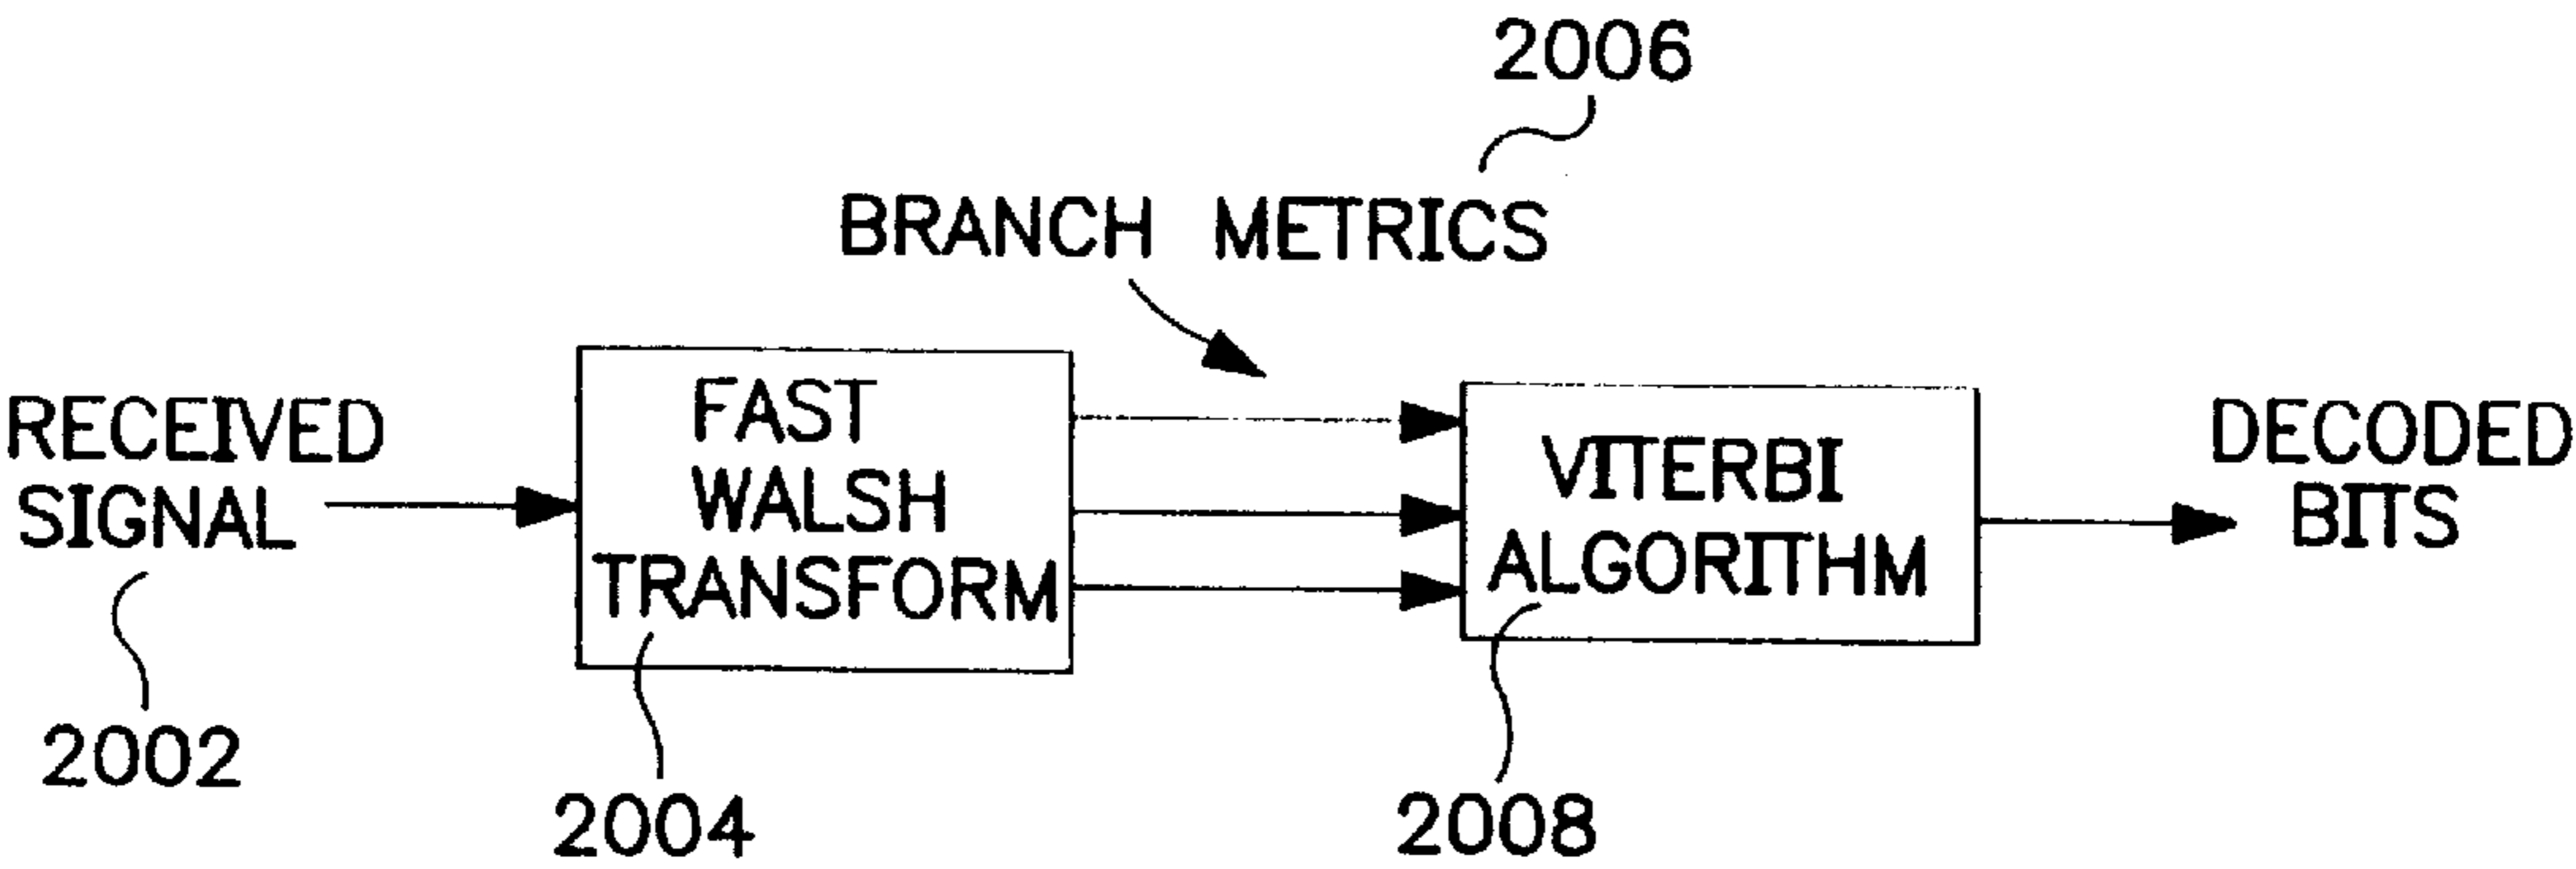 2006
BRANCH METRICS
RECEIVED
SIGNAL
2002
FAST
WALSH
TRANSFORM
2004
VITERBI
ALGORITHM
2008
DECODED
BITS